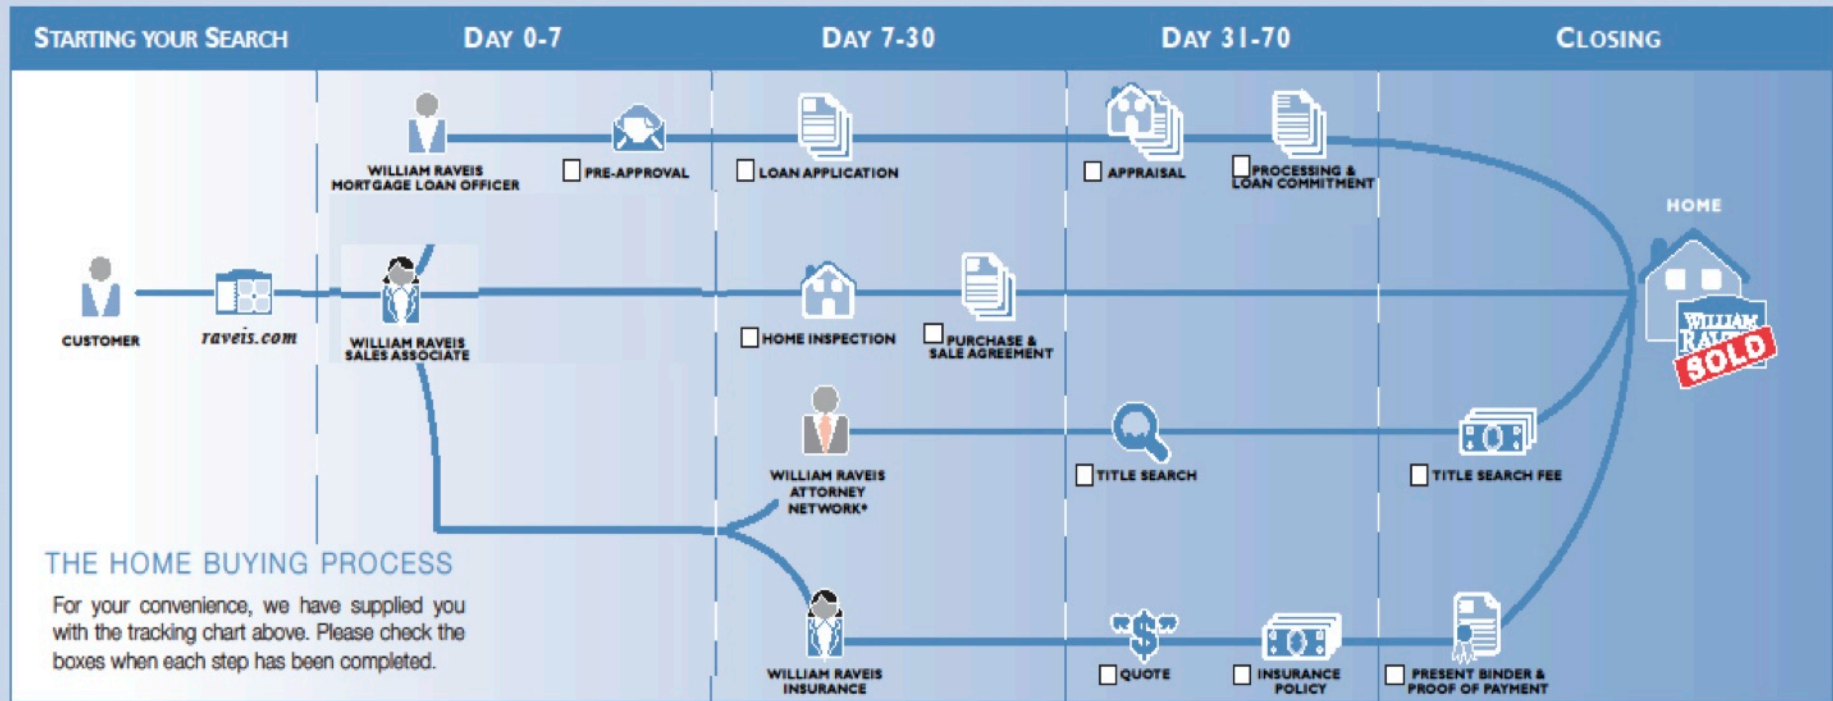 STARTING YOUR SEARCH
DAY 0-7
DAY 7-30
DAY 31-70
CLOSING
WILLIAM RAVEIS
MORTGAGE LOAN OFFICER
PRE-APPROVAL
LOAN APPLICATION
APPRAISAL
PROCESSING &
LOAN COMMITMENT
HOME
CUSTOMER
raveis.com
WILLIAM RAVEIS
SALES ASSOCIATE
HOME INSPECTION
PURCHASE &
SALE AGREEMENT
WILLIAM
RAVEIS
SOLD
WILLIAM RAVEIS
ATTORNEY
NETWORK*
TITLE SEARCH
TITLE SEARCH FEE
THE HOME BUYING PROCESS
For your convenience, we have supplied you
with the tracking chart above. Please check the
boxes when each step has been completed.
WILLIAM RAVEIS
INSURANCE
"$"
QUOTE
INSURANCE
POLICY
PRESENT BINDER &
PROOF OF PAYMENT